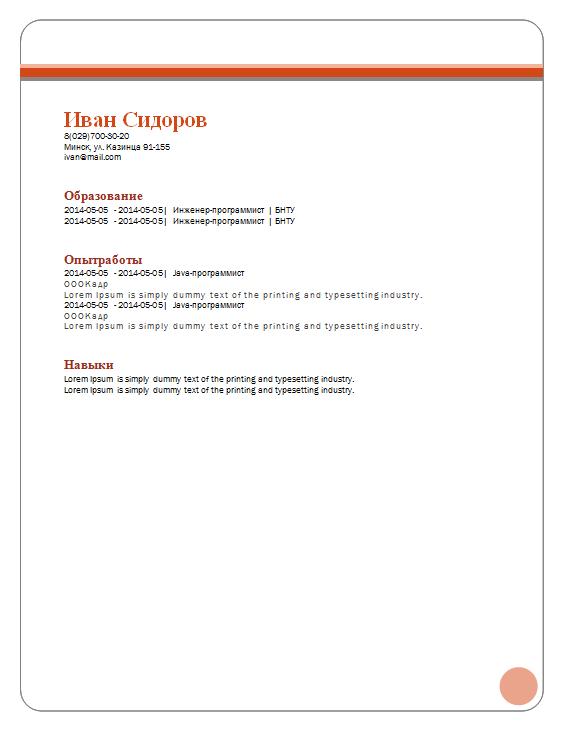 Иван Сидоров
8(029)700-30-20
Минск, ул. Казинца 91-155
ivan@mail.com
Образование
2014-05-05 - 2014-05-05| Инженер-программист | БНТУ
2014-05-05 - 2014-05-05| Инженер-программист | БНТУ
Опытработы
2014-05-05 - 2014-05-05| Java-программист
ОООКадр
Lorem Ipsum is simply dummy text of the printing and typesetting industry.
2014-05-05 - 2014-05-05| Java-программист
ОООКадр
Lorem Ipsum is simply dummy text of the printing and typesetting industry.
Навыки
Lorem Ipsum is simply dummy text of the printing and typesetting industry.
Lorem Ipsum is simply dummy text of the printing and typesetting industry.